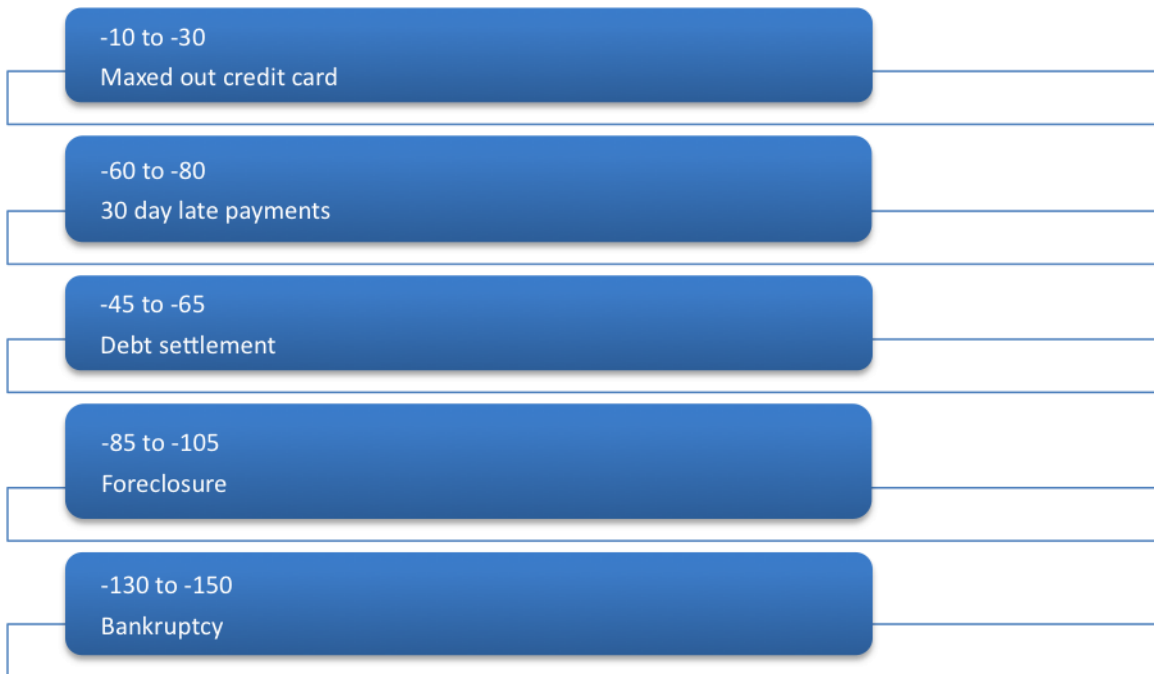 -10 to -30
Maxed out credit card
-60 to -80
30 day late payments
-45 to -65
Debt settlement
-85 to -105
Foreclosure
-130 to -150
Bankruptcy